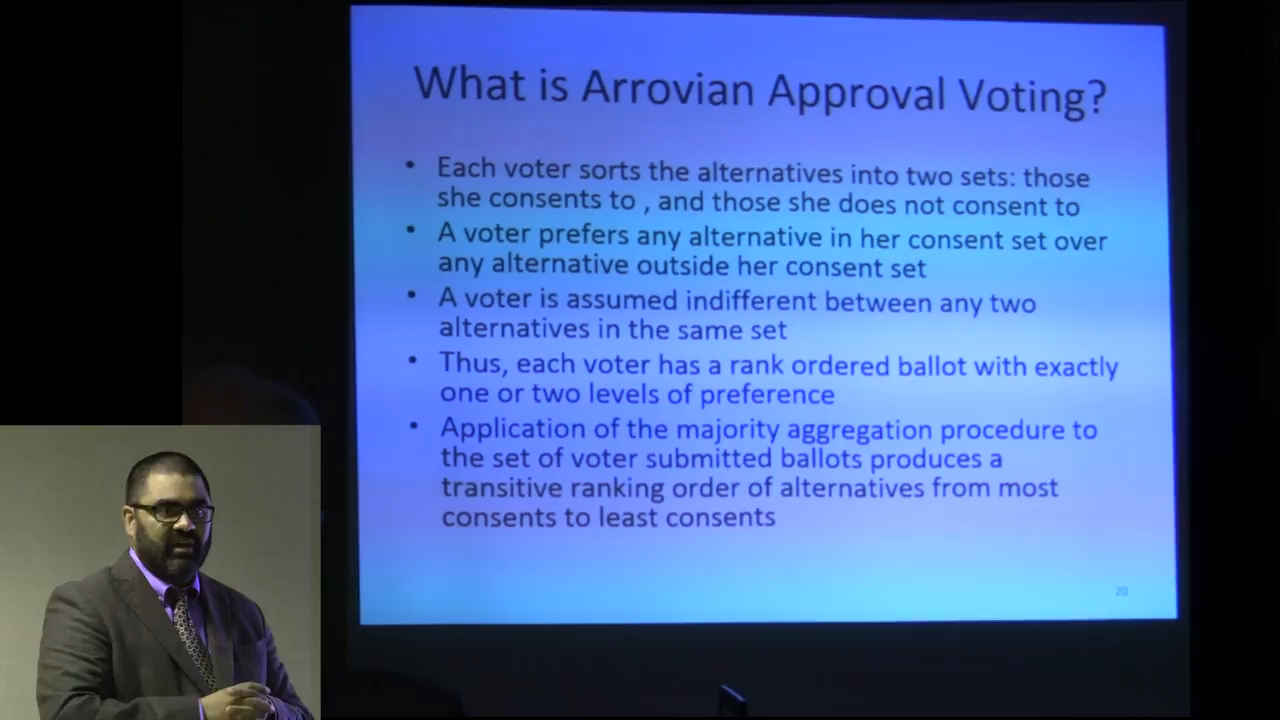 What is Arrovian Approval Voting?
• Each voter sorts the alternatives into two sets: those
she consents to , and those she does not consent to
• A voter prefers any alternative in her consent set over
any alternative outside her consent set
• A voter is assumed indifferent between any two
alternatives in the same set
• Thus, each voter has a rank ordered ballot with exactly
one or two levels of preference
• Application of the majority aggregation procedure to
the set of voter submitted ballots produces a
transitive ranking order of alternatives from most
consents to least consents
20